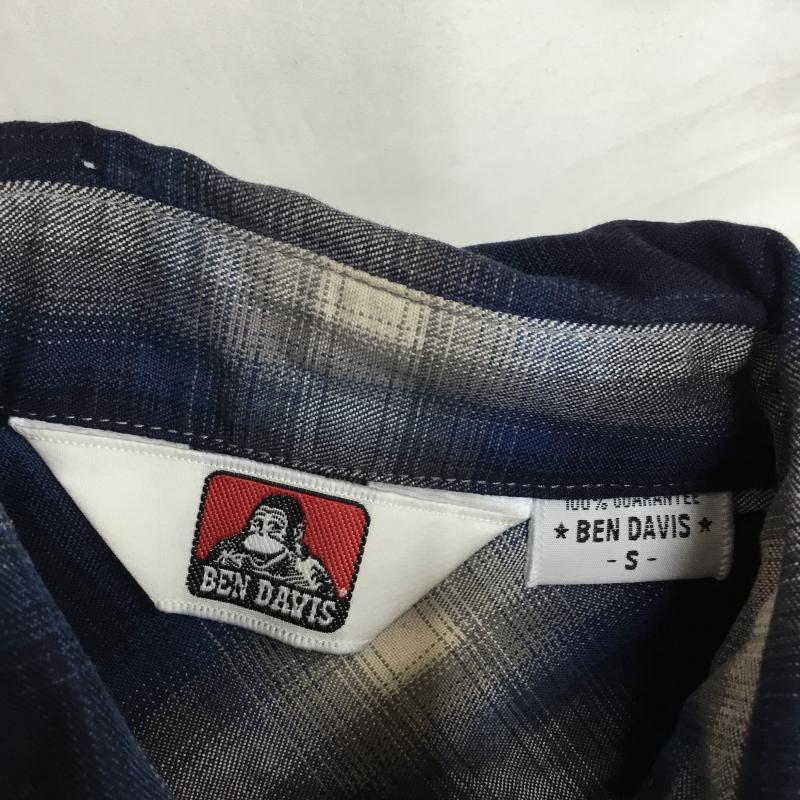 BEN DAVIS
100% GUARANTEE
★ BEN DAVIS ★
- S -